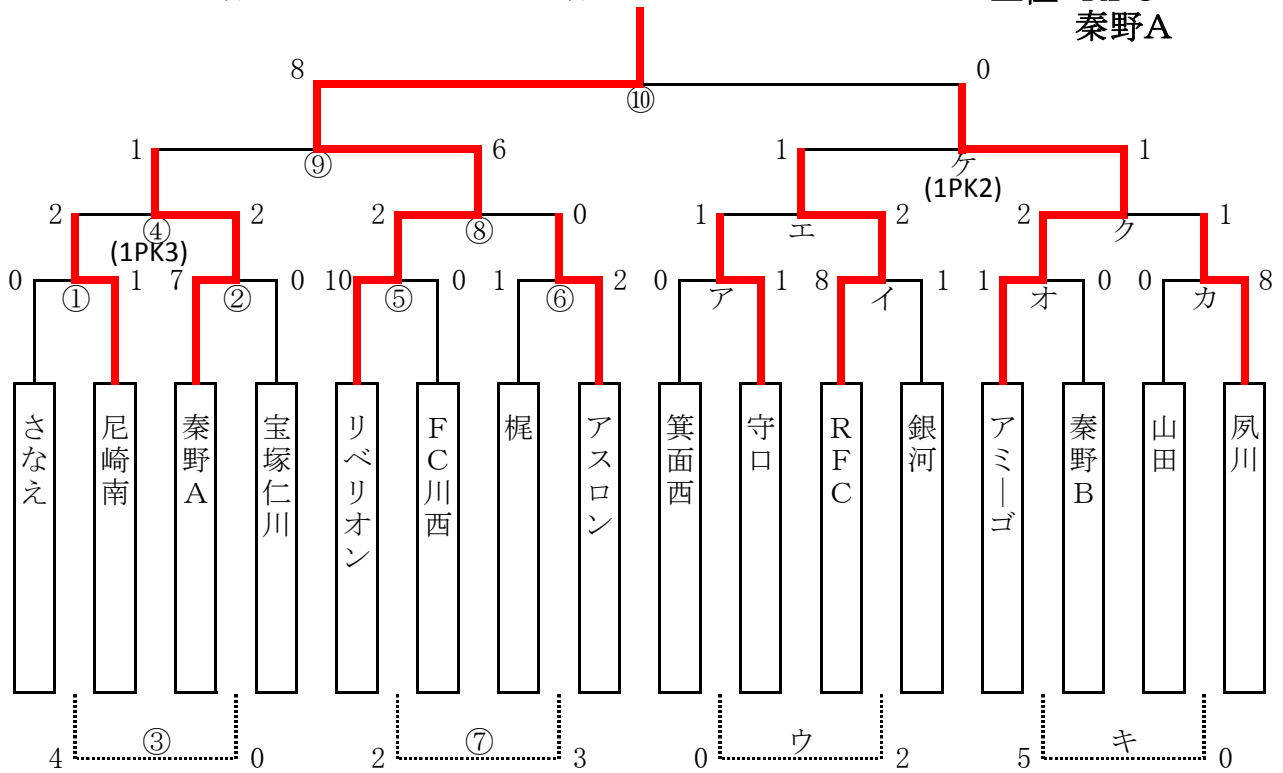 秦野A
8 0
⑩
1 ⑨ 6 1 ケ 1
(1PK2)
2 ④ 2 2 ⑧ 0 1 エ 2 2 ク 1
(1PK3)
0 ① 1 7 ② 0 10 ⑤ 0 1 ⑥ 2 0 ア 1 8 イ 1 1 オ 0 0 カ 8
さなえ
尼崎南
秦野A
宝塚仁川
リベリオン
FC川西
梶
アスロン
箕面西
守口
RFC
銀河
アミーゴ
秦野B
山田
夙川
4 ③ 0 2 ⑦ 3 0 ウ 2 5 キ 0